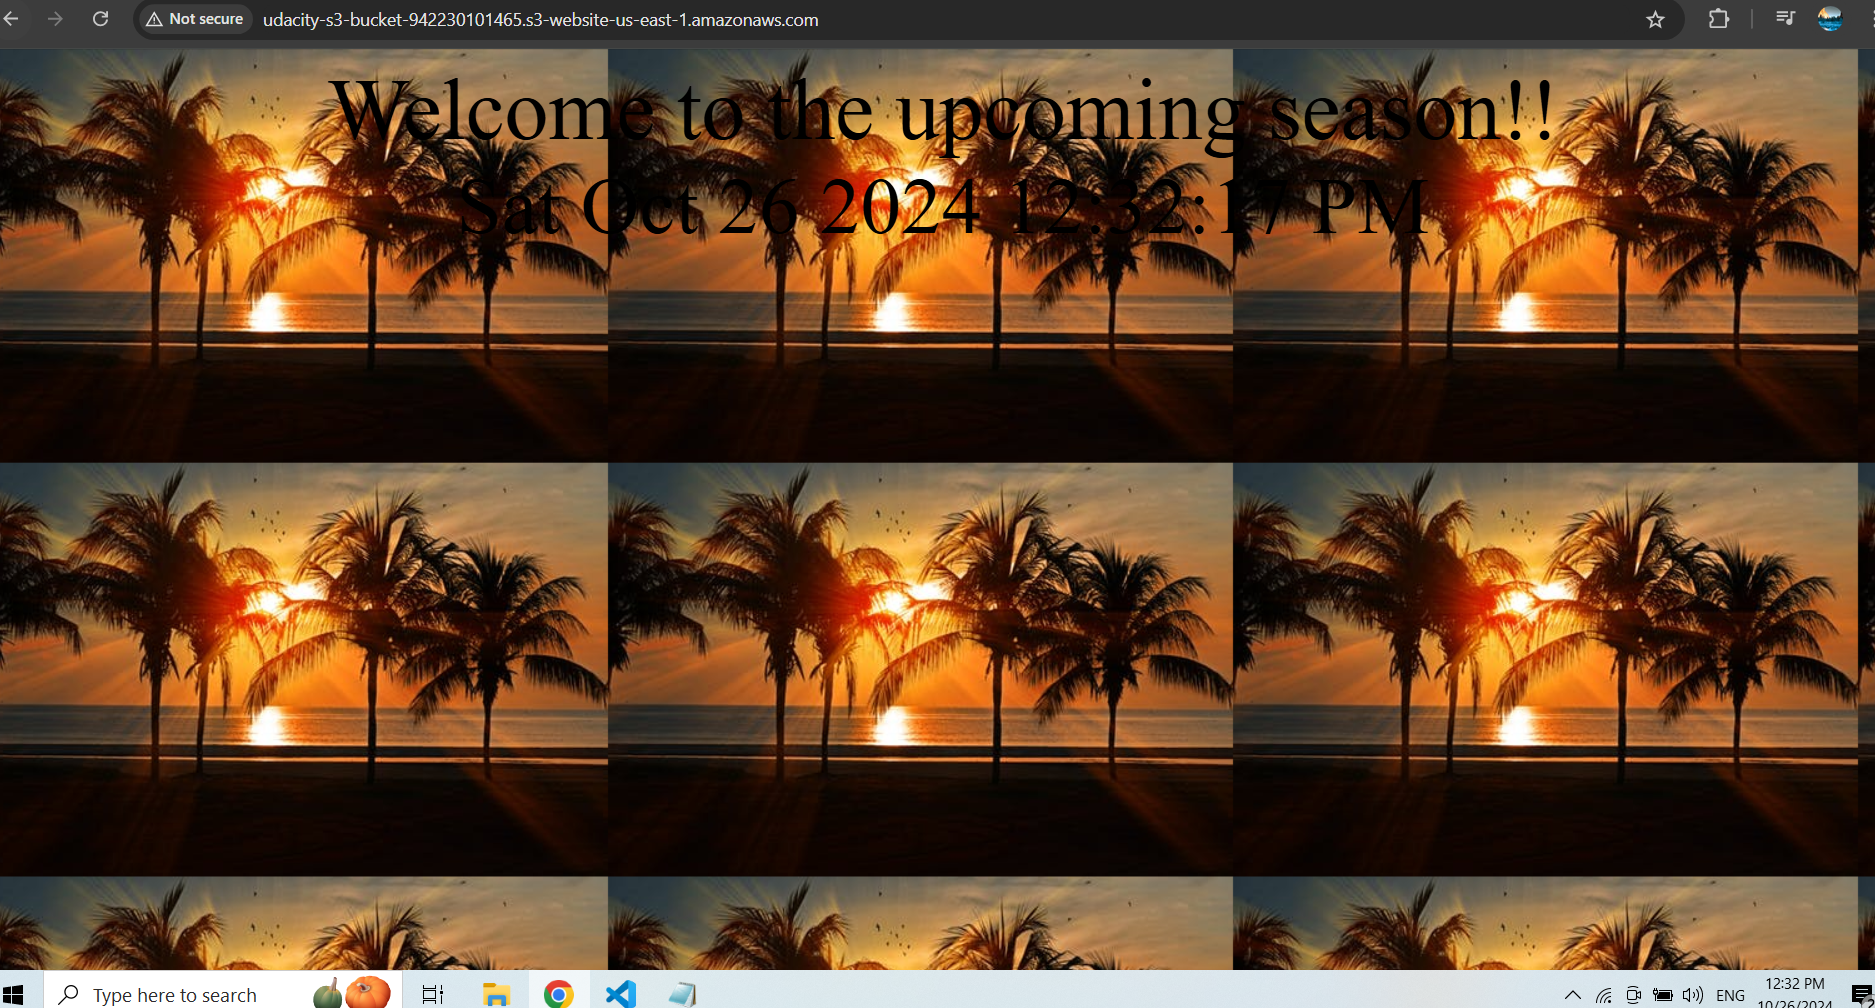 Not secure
udacity-s3-bucket-942230101465.s3-website-us-east-1.amazonaws.com
Welcome to the upcoming season!!
Sat Oct 26 2024 12:32:17 PM
Type here to search
ENG
12:32 PM
10/26/2024